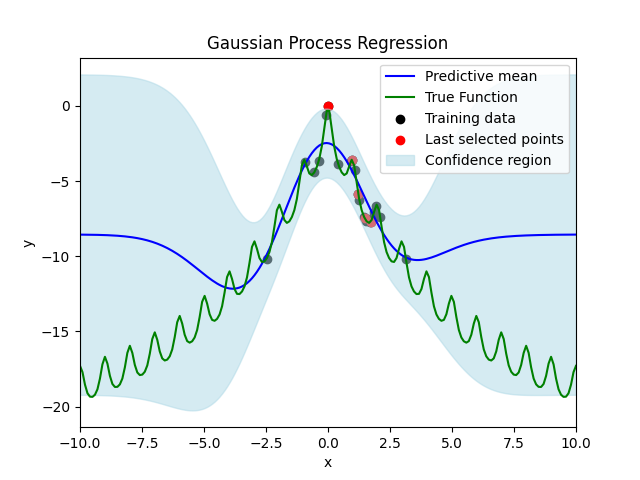 Gaussian Process Regression
Predictive mean
True Function
Training data
Last selected points
Confidence region
y
0
−5
−10
−15
−20
−10.0 −7.5 −5.0 −2.5 0.0 2.5 5.0 7.5 10.0
x